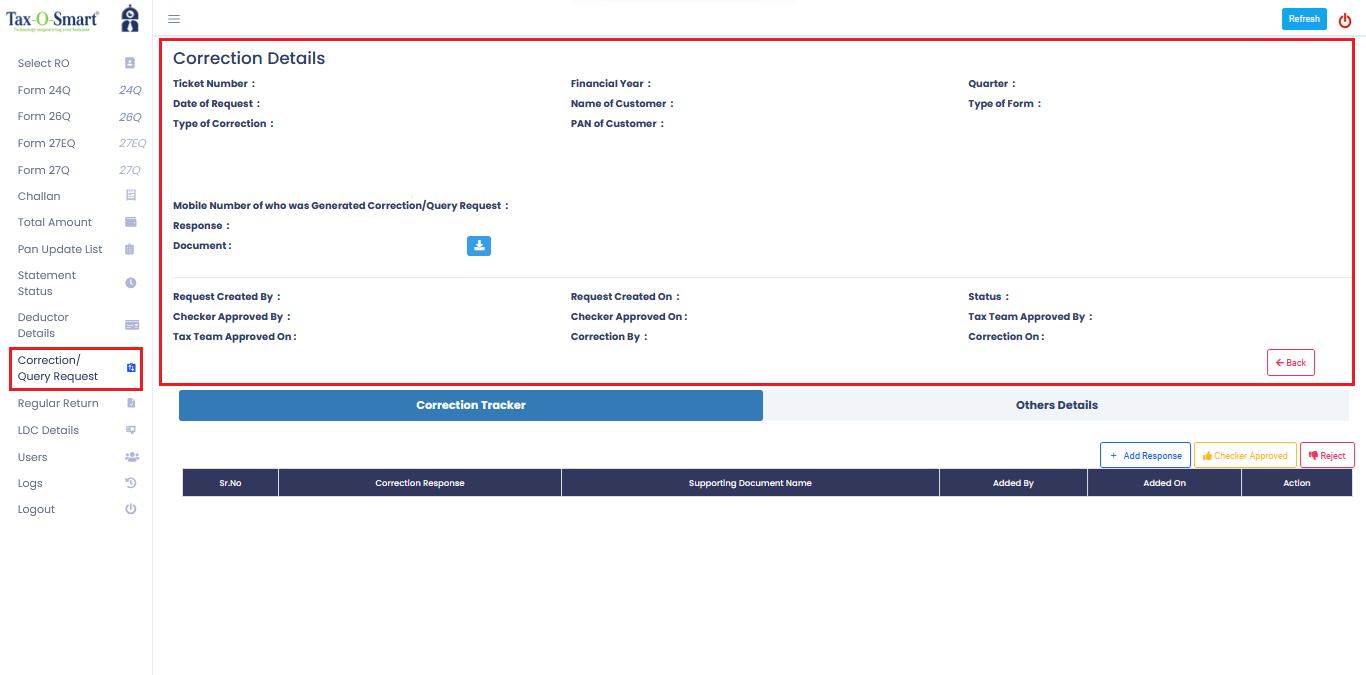 Tax-O-Smart
Technology empowering your business
Refresh
Select RO
Form 24Q 24Q
Form 26Q 26Q
Form 27EQ 27EQ
Form 27Q 27Q
Challan
Total Amount
Pan Update List
Statement
Status
Deductor
Details
Correction/
Query Request
Regular Return
LDC Details
Users
Logs
Logout
Correction Details
Ticket Number : Financial Year : Quarter :
Date of Request : Name of Customer : Type of Form :
Type of Correction : PAN of Customer :
Mobile Number of who was Generated Correction/Query Request :
Response :
Document :
Request Created By : Request Created On : Status :
Checker Approved By : Checker Approved On : Tax Team Approved By :
Tax Team Approved On : Correction By : Correction On :
Back
Correction Tracker Others Details
+ Add Response Checker Approved Reject
Sr.No Correction Response Supporting Document Name Added By Added On Action